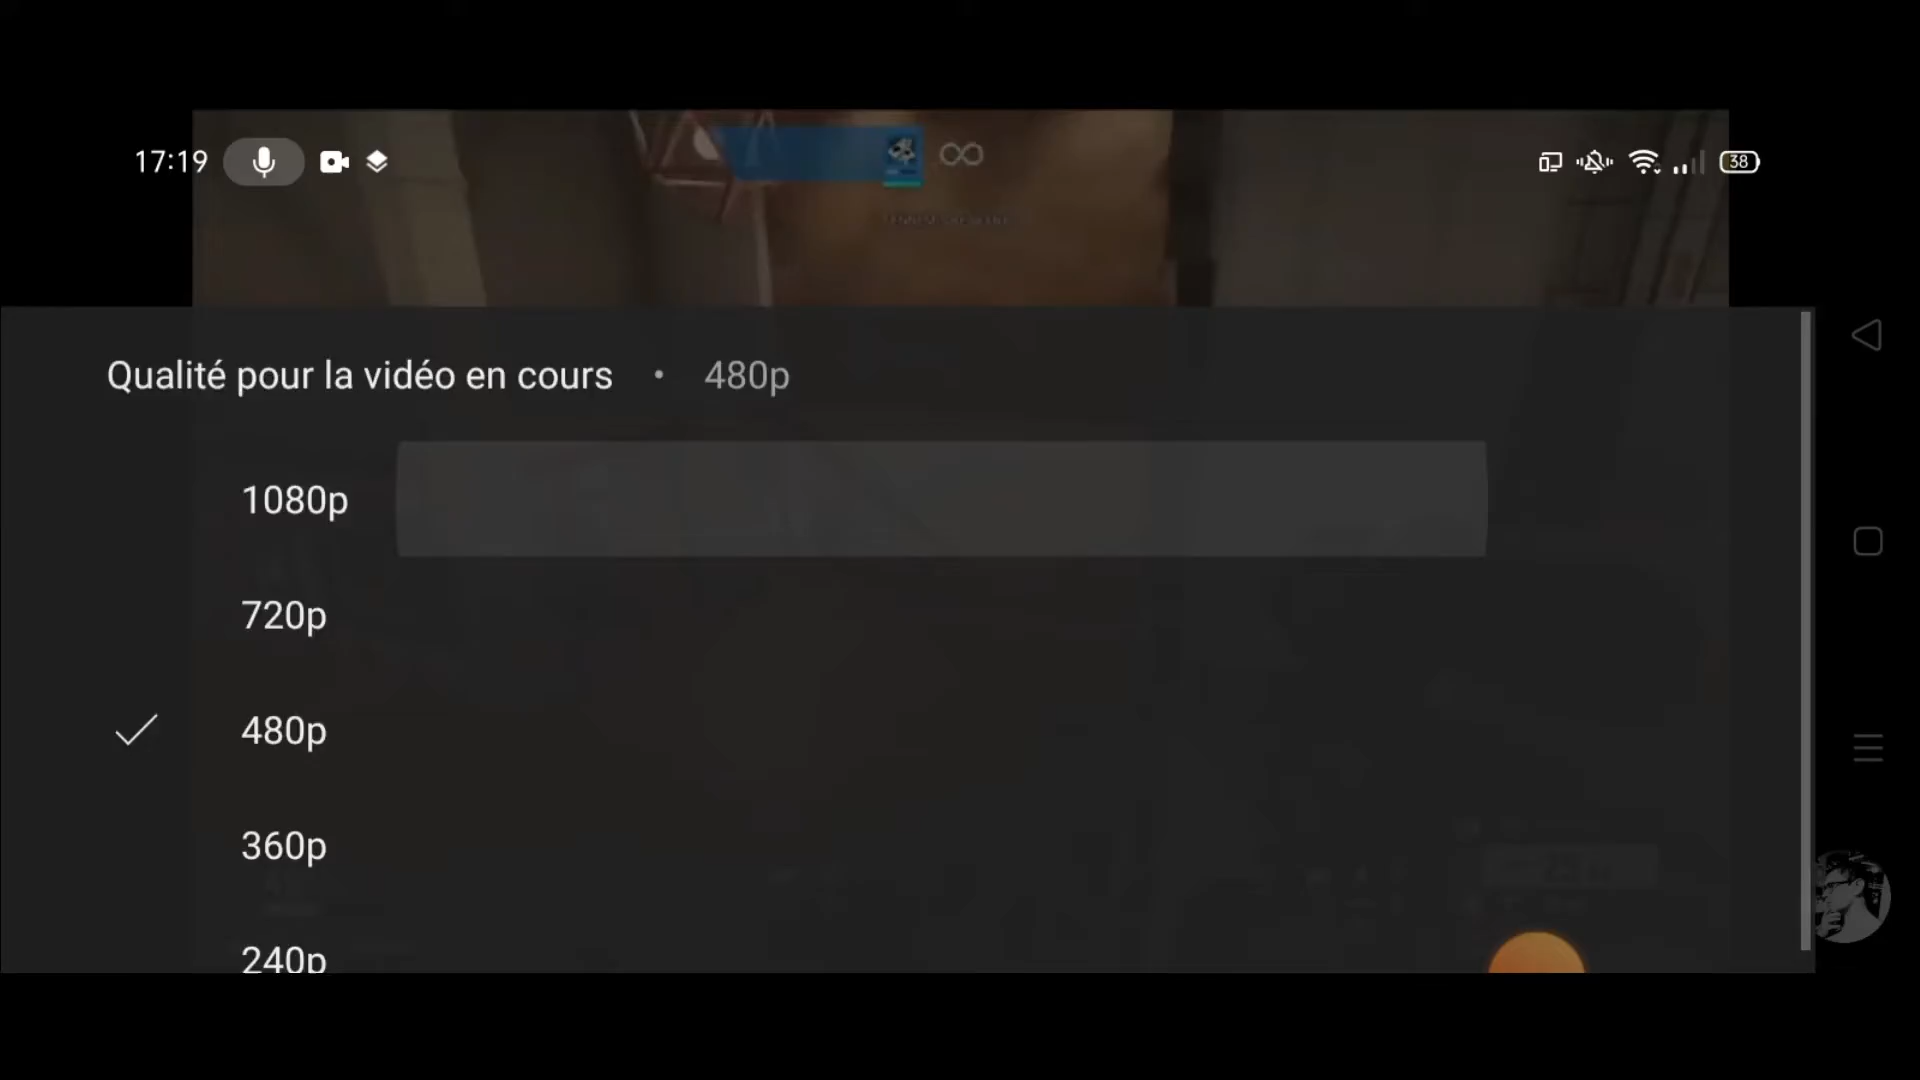 17:19
38
Qualité pour la vidéo en cours • 480p
1080p
720p
480p
360p
240p